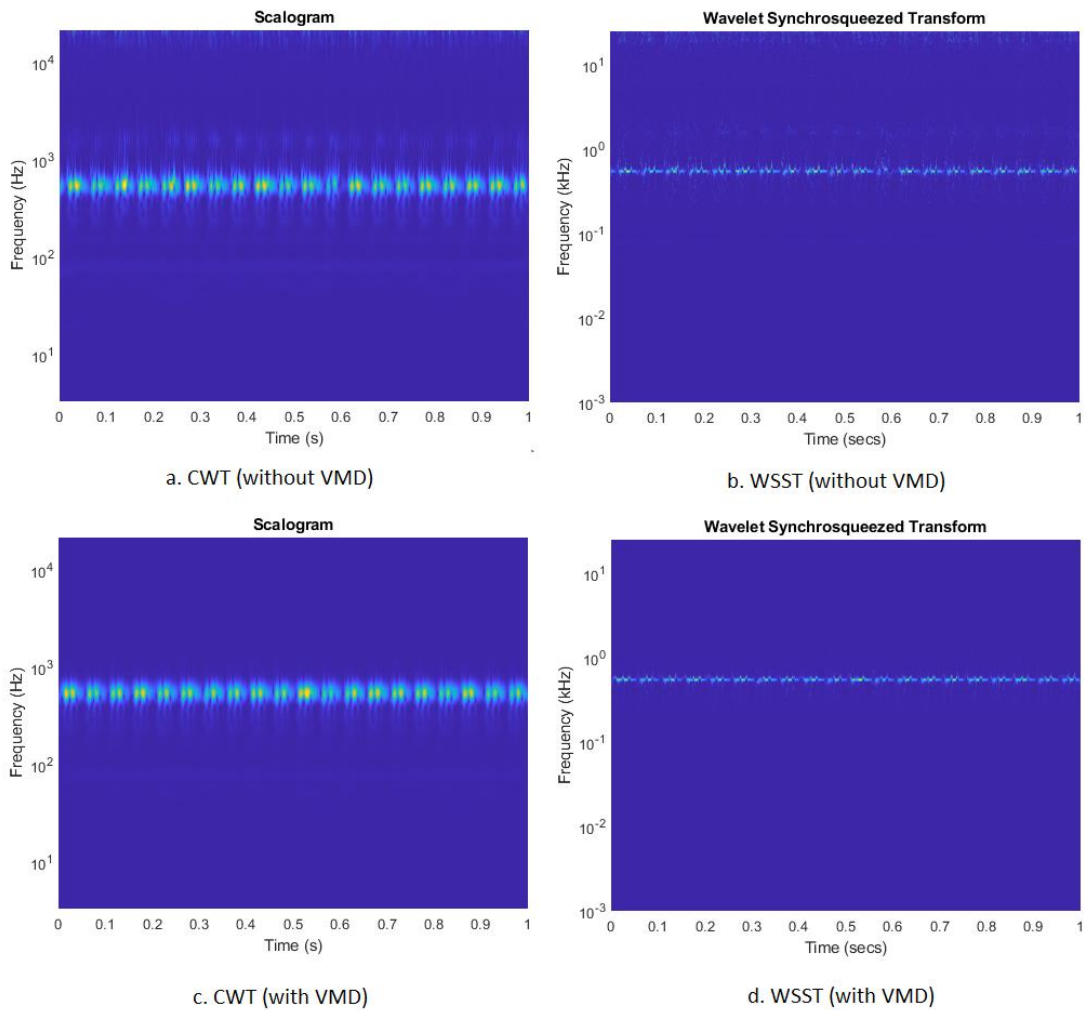 Scalogram
10^4
10^3
10^2
10^1
Frequency (Hz)
0 0.1 0.2 0.3 0.4 0.5 0.6 0.7 0.8 0.9 1
Time (s)
a. CWT (without VMD)
Wavelet Synchrosqueezed Transform
10^1
10^0
10^-1
10^-2
10^-3
Frequency (kHz)
0 0.1 0.2 0.3 0.4 0.5 0.6 0.7 0.8 0.9 1
Time (secs)
b. WSST (without VMD)
Scalogram
10^4
10^3
10^2
10^1
Frequency (Hz)
0 0.1 0.2 0.3 0.4 0.5 0.6 0.7 0.8 0.9 1
Time (s)
c. CWT (with VMD)
Wavelet Synchrosqueezed Transform
10^1
10^0
10^-1
10^-2
10^-3
Frequency (kHz)
0 0.1 0.2 0.3 0.4 0.5 0.6 0.7 0.8 0.9 1
Time (secs)
d. WSST (with VMD)